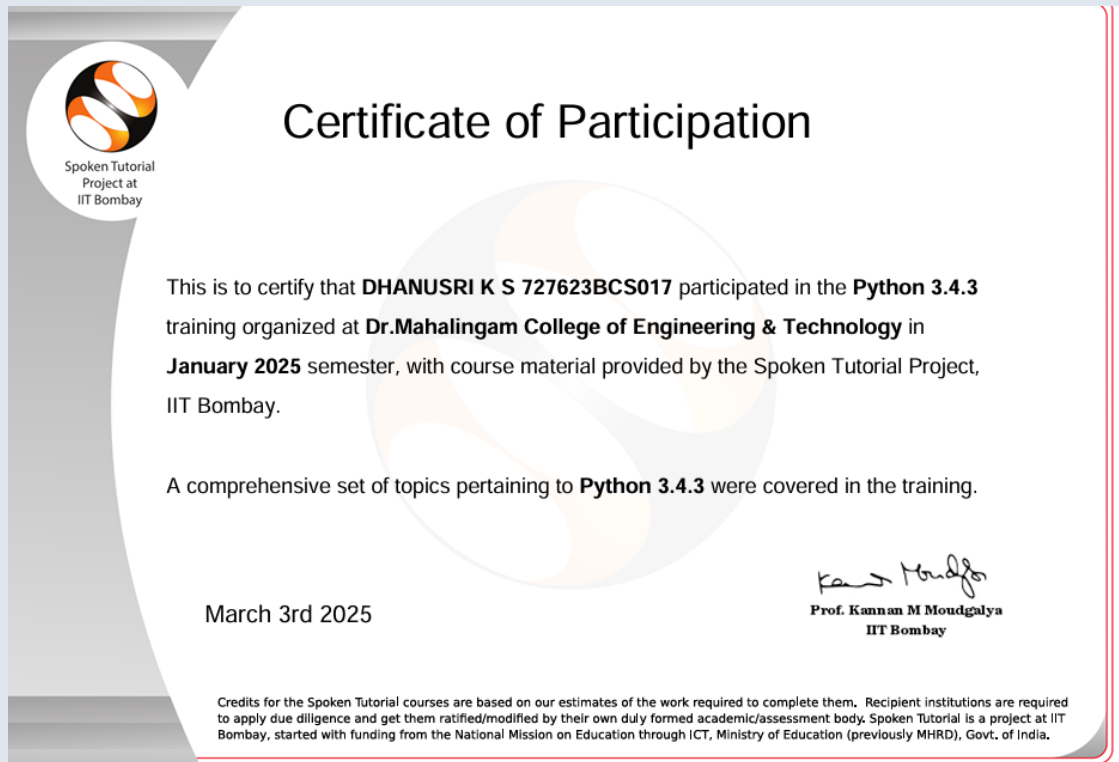 Spoken Tutorial
Project at
IIT Bombay
Certificate of Participation
This is to certify that DHANUSRI K S 727623BCS017 participated in the Python 3.4.3
training organized at Dr.Mahalingam College of Engineering & Technology in
January 2025 semester, with course material provided by the Spoken Tutorial Project,
IIT Bombay.
A comprehensive set of topics pertaining to Python 3.4.3 were covered in the training.
March 3rd 2025
Prof. Kannan M Moudgalya
IIT Bombay
Credits for the Spoken Tutorial courses are based on our estimates of the work required to complete them. Recipient institutions are required
to apply due diligence and get them ratified/modified by their own duly formed academic/assessment body. Spoken Tutorial is a project at IIT
Bombay, started with funding from the National Mission on Education through ICT, Ministry of Education (previously MHRD), Govt. of India.